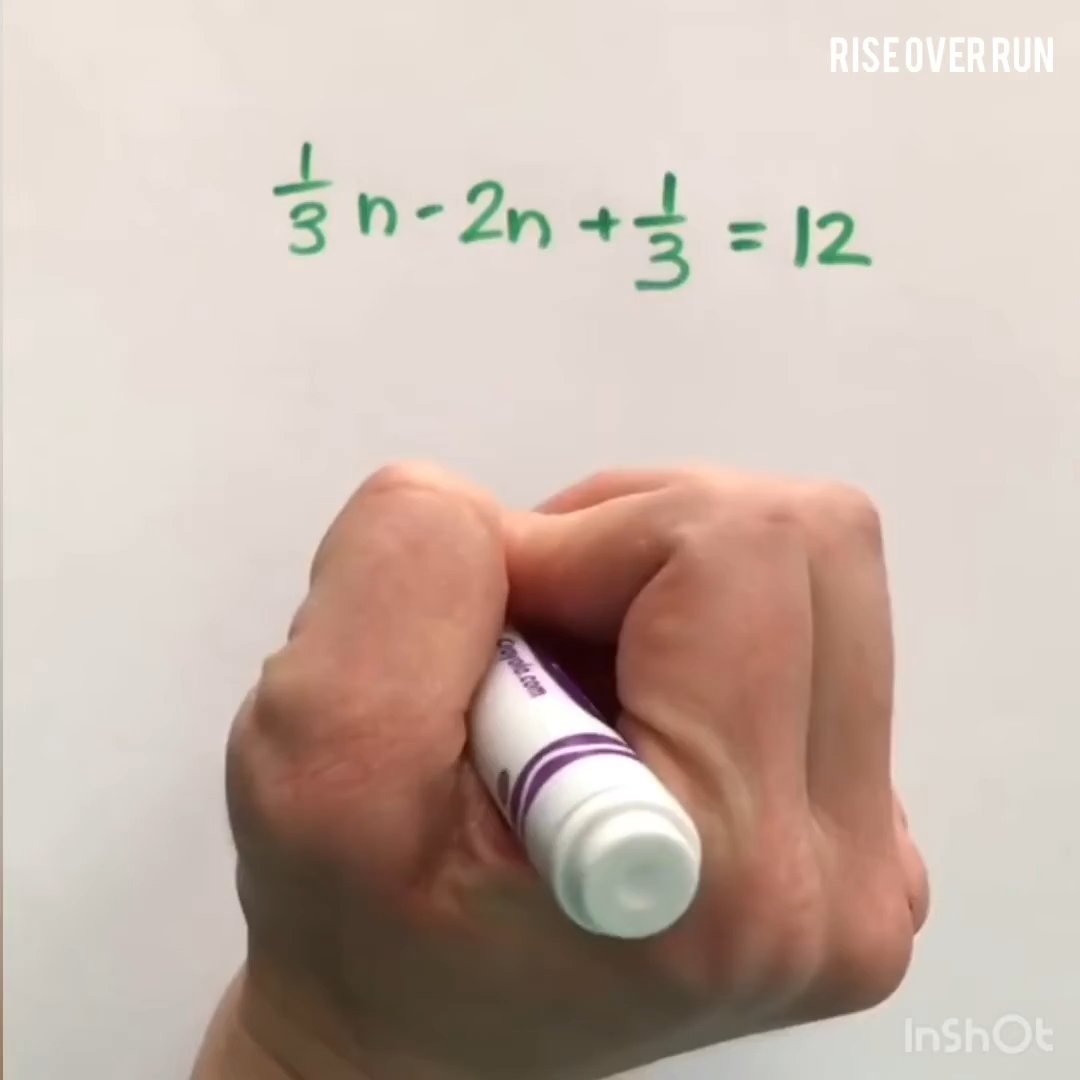 RISE OVER RUN
1/3 n - 2n + 1/3 = 12
Crayola.com
InShOt